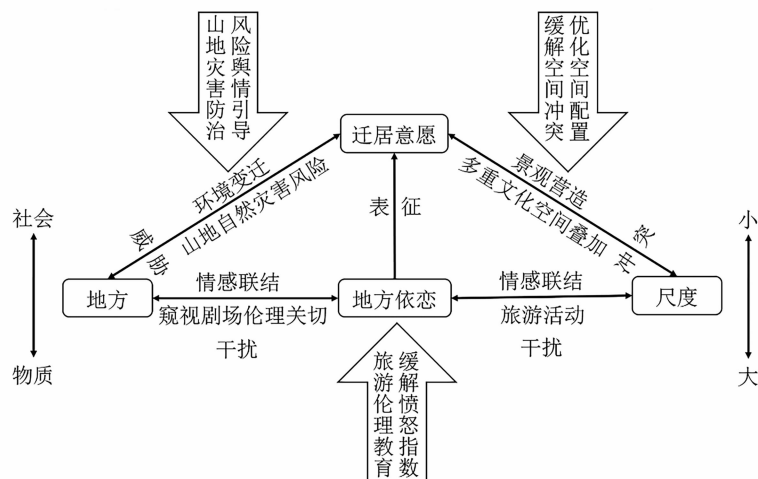 风险舆情引导
山地灾害防治
优化空间配置
缓解空间冲突
迁居意愿
环境变迁
山地自然灾害风险
威胁
景观营造
多重文化空间叠加
冲突
表征
社会
物质
小
大
地方
情感联结
窥视剧场伦理关切
干扰
地方依恋
情感联结
旅游活动
干扰
尺度
缓解愤怒指数
旅游伦理教育